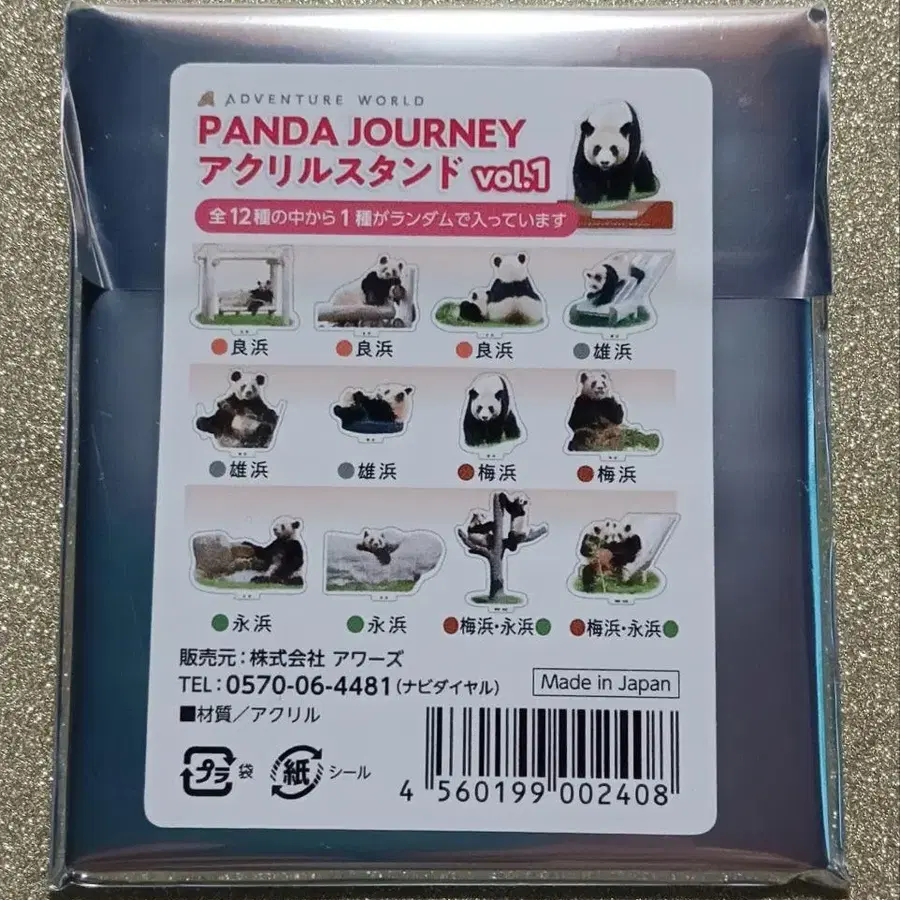 ADVENTURE WORLD
PANDA JOURNEY
アクリルスタンド vol.1
全12種の中から1種がランダムで入っています
良浜 良浜 良浜 雄浜
雄浜 雄浜 梅浜 梅浜
永浜 永浜 梅浜・永浜 梅浜・永浜
販売元：株式会社 アワーズ
TEL：0570-06-4481（ナビダイヤル）
Made in Japan
■材質／アクリル
プラ 袋 紙 シール
4 560199 002408